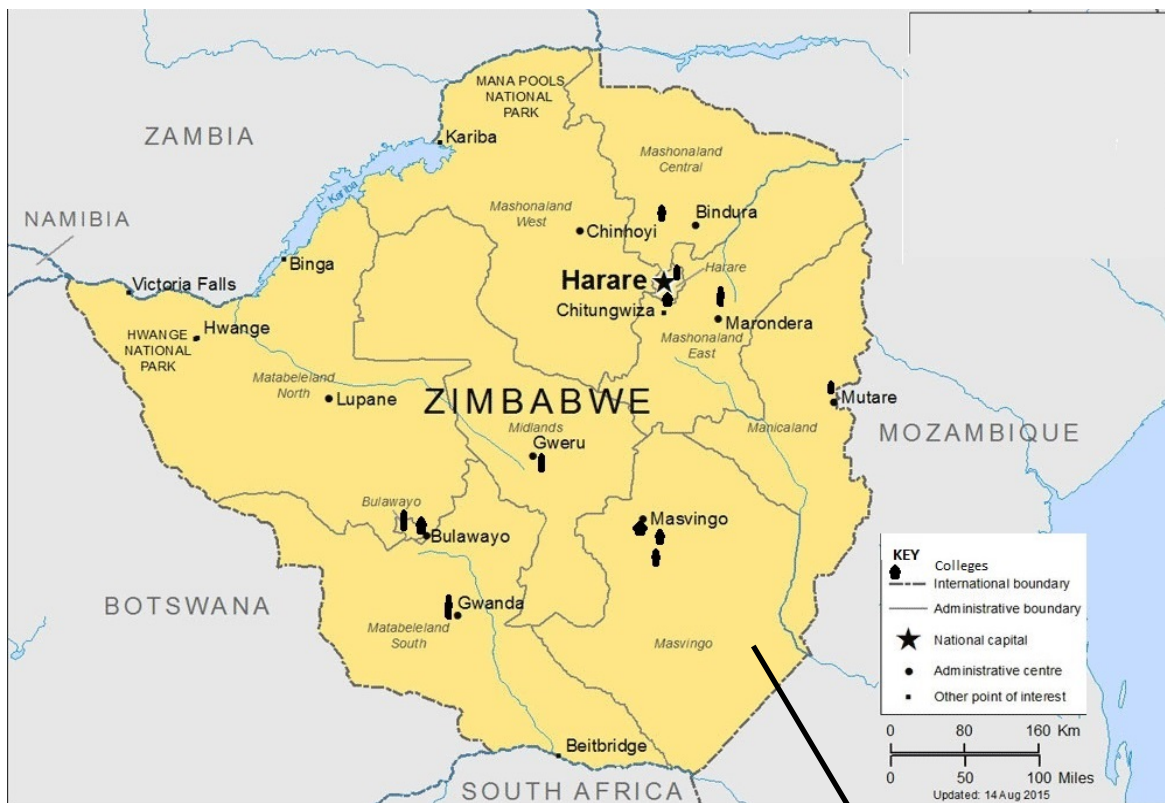 MANA POOLS
NATIONAL
PARK
ZAMBIA
Kariba
Mashonaland
Central
Kariba
Mashonaland
West
Bindura
NAMIBIA
Chinhoyi
Binga
Harare
Harare
Victoria Falls
Chitungwiza
Marondera
Hwange
HWANGE
NATIONAL
PARK
Mashonaland
East
Matabeleland
North
Lupane
ZIMBABWE
Mutare
Midlands
Manicaland
MOZAMBIQUE
Gweru
Bulawayo
Masvingo
Bulawayo
BOTSWANA
Gwanda
Matabeleland
South
Masvingo
Beitbridge
SOUTH AFRICA
KEY
Colleges
International boundary
Administrative boundary
National capital
Administrative centre
Other point of interest
0 80 160 Km
0 50 100 Miles
Updated: 14 Aug 2015